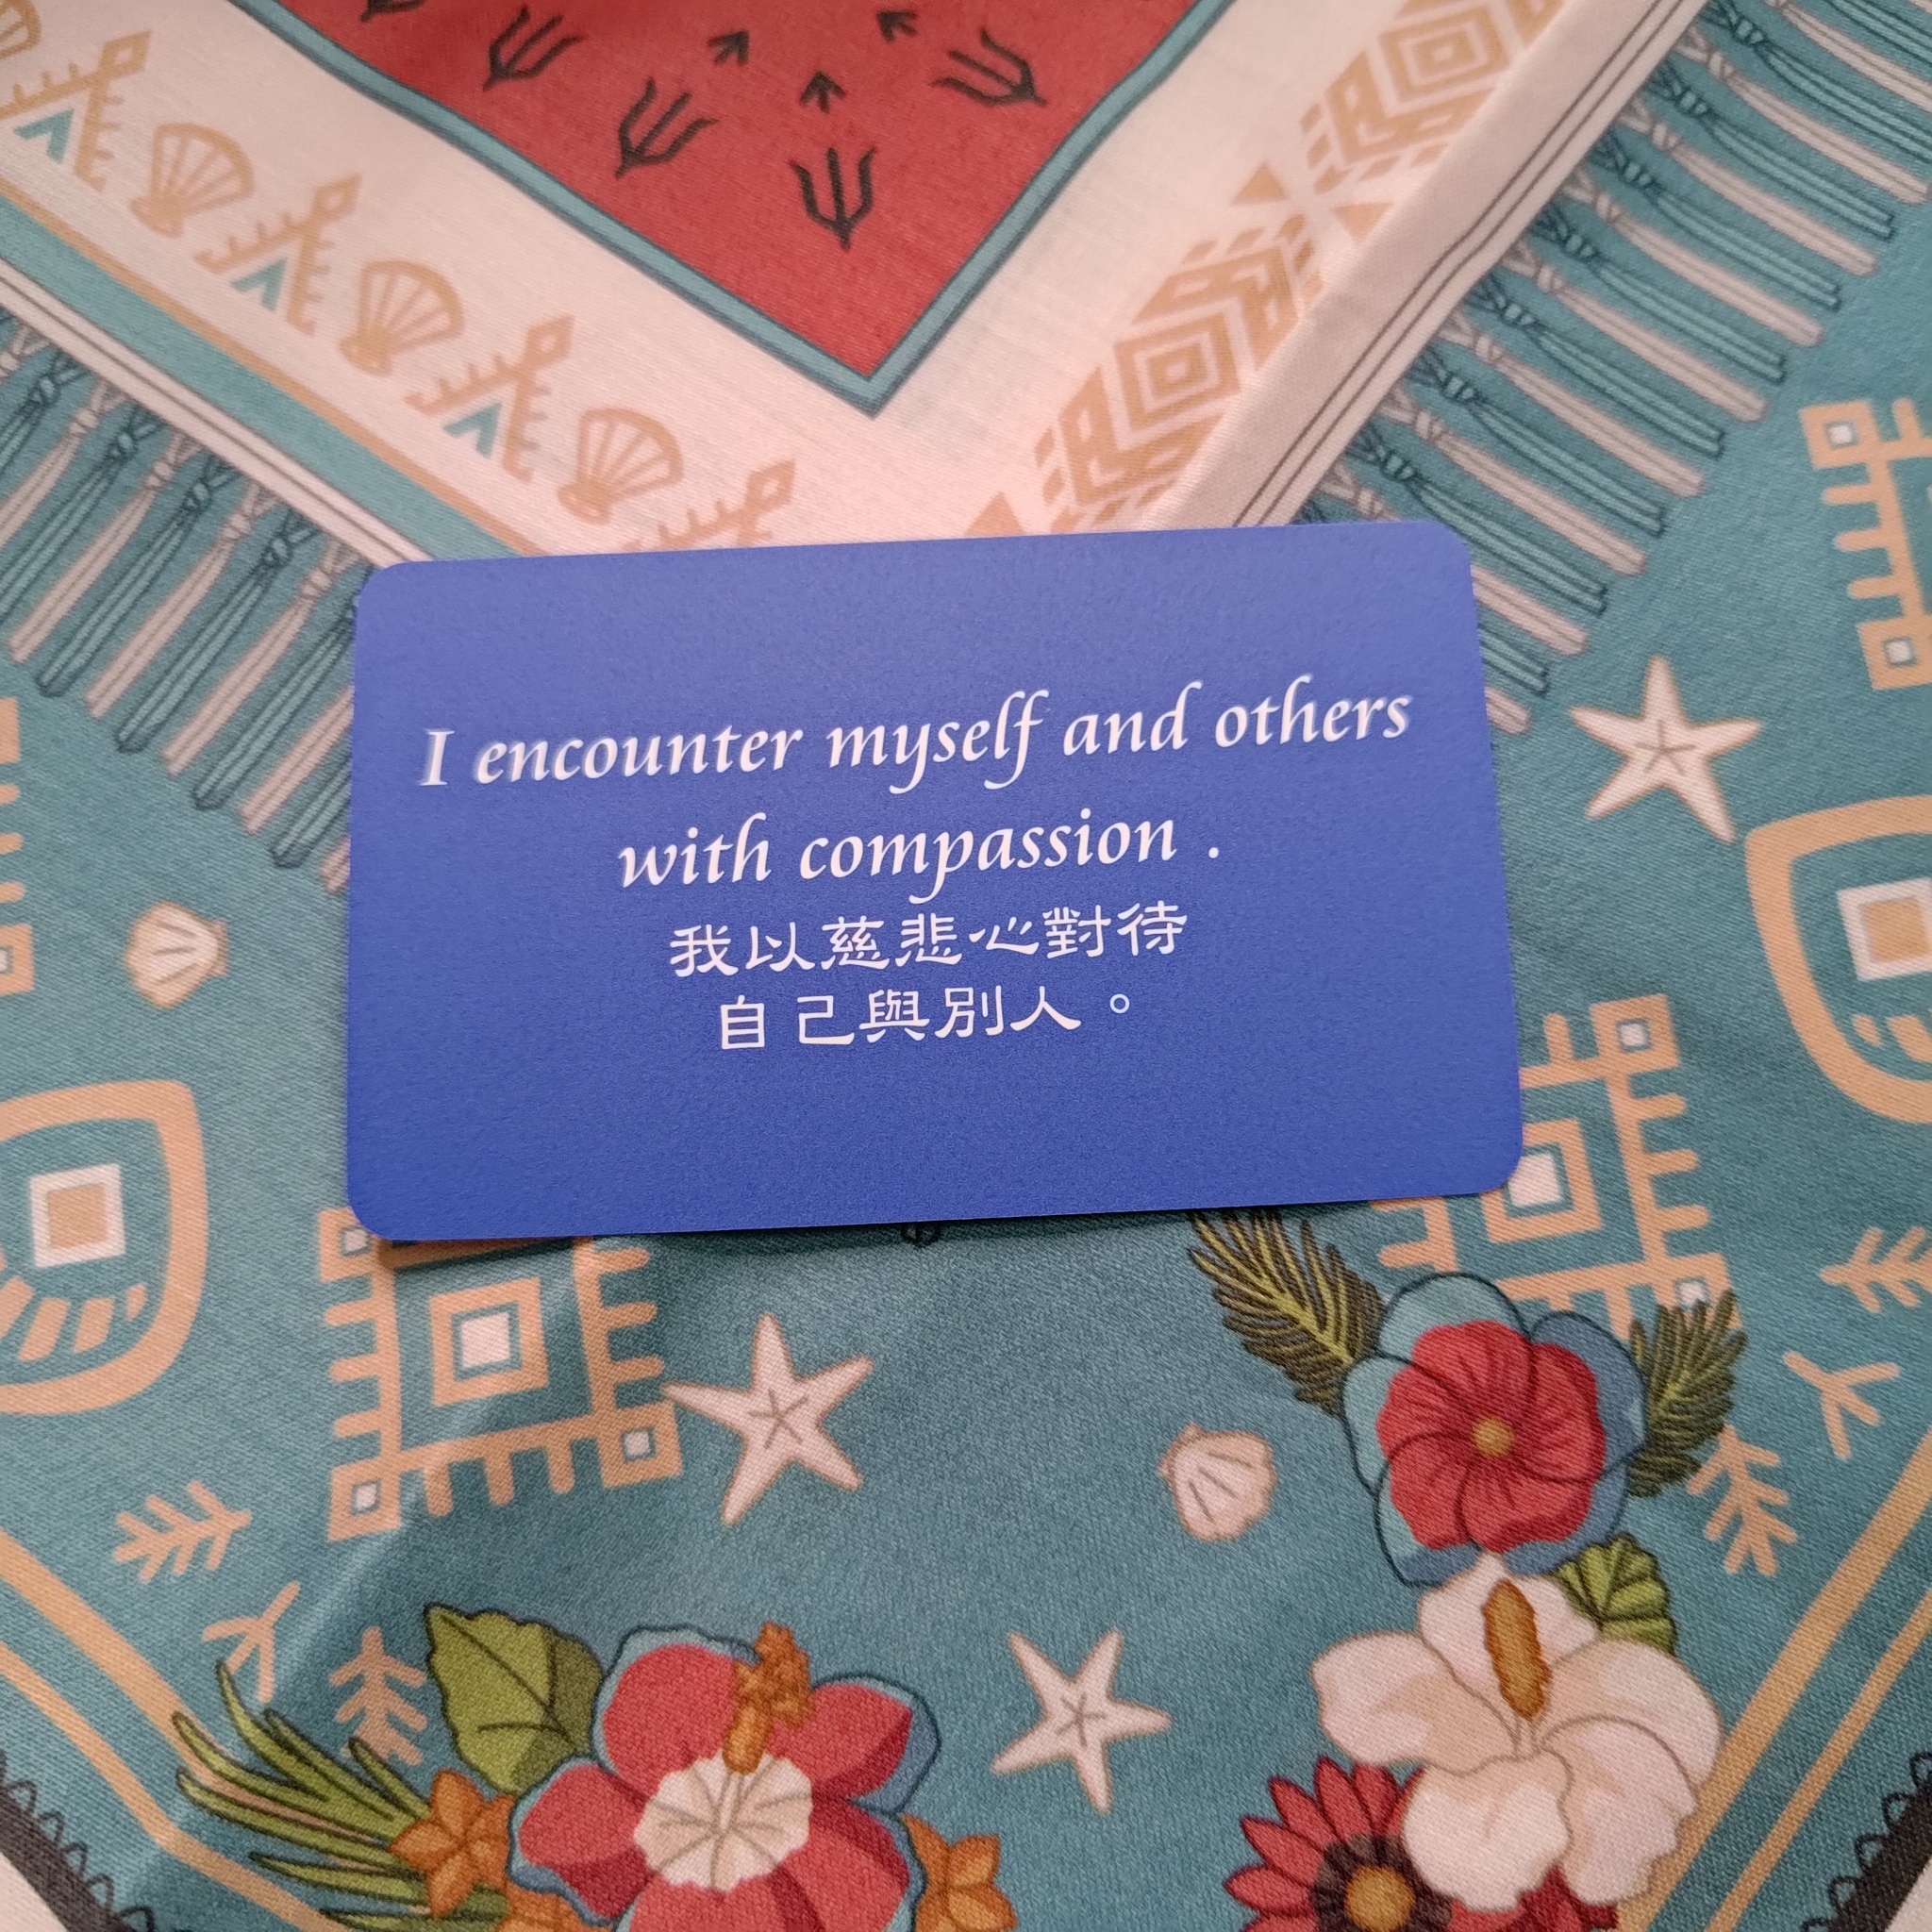 I encounter myself and others
with compassion .
我以慈悲心對待
自己與別人。